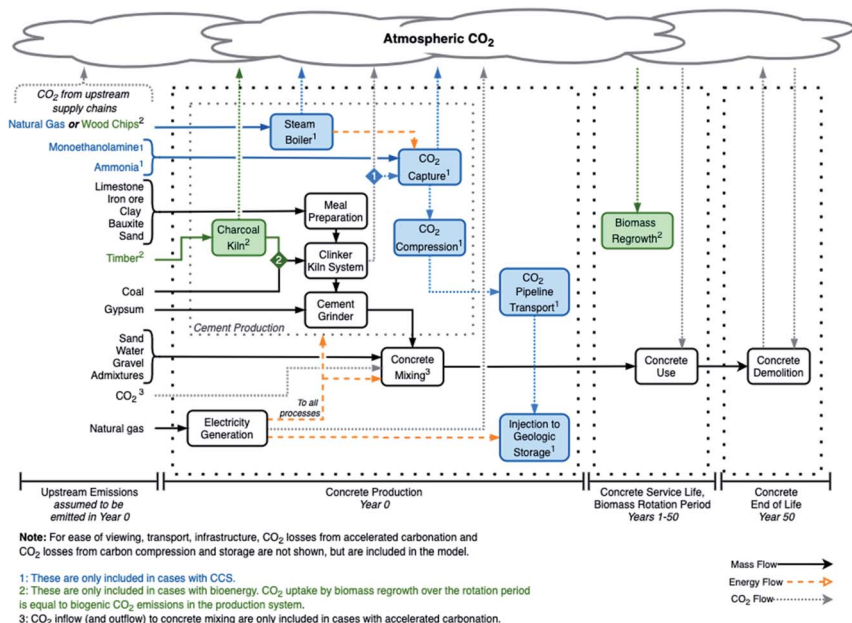 Atmospheric CO2
CO2 from upstream
supply chains
Natural Gas or Wood Chips2
Monoethanolamine1
Ammonia1
Limestone
Iron ore
Clay
Bauxite
Sand
Timber2
Coal
Gypsum
Sand
Water
Gravel
Admixtures
CO2 3
Natural gas
Steam
Boiler1
CO2
Capture1
1
Meal
Preparation
Charcoal
Kiln2
2
Clinker
Kiln System
CO2
Compression1
Cement
Grinder
Cement Production
CO2
Pipeline
Transport1
Concrete
Mixing3
To all
processes
Electricity
Generation
Injection to
Geologic
Storage1
Biomass
Regrowth2
Concrete
Use
Concrete
Demolition
Upstream Emissions
assumed to be
emitted in Year 0
Concrete Production
Year 0
Concrete Service Life,
Biomass Rotation Period
Years 1-50
Concrete
End of Life
Year 50
Note: For ease of viewing, transport, infrastructure, CO2 losses from accelerated carbonation and
CO2 losses from carbon compression and storage are not shown, but are included in the model.
1: These are only included in cases with CCS.
2: These are only included in cases with bioenergy. CO2 uptake by biomass regrowth over the rotation period
is equal to biogenic CO2 emissions in the production system.
3: CO2 inflow (and outflow) to concrete mixing are only included in cases with accelerated carbonation.
Mass Flow
Energy Flow
CO2 Flow